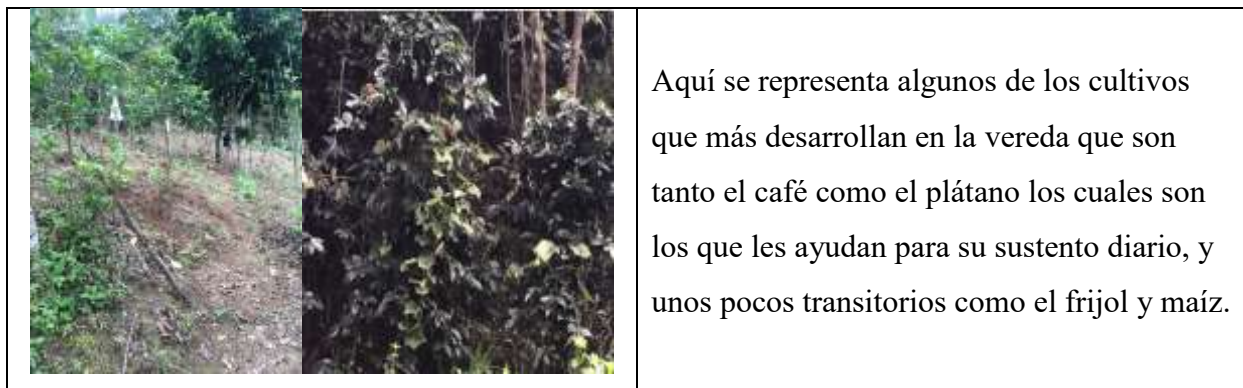 Aquí se representa algunos de los cultivos
que más desarrollan en la vereda que son
tanto el café como el plátano los cuales son
los que les ayudan para su sustento diario, y
unos pocos transitorios como el frijol y maíz.